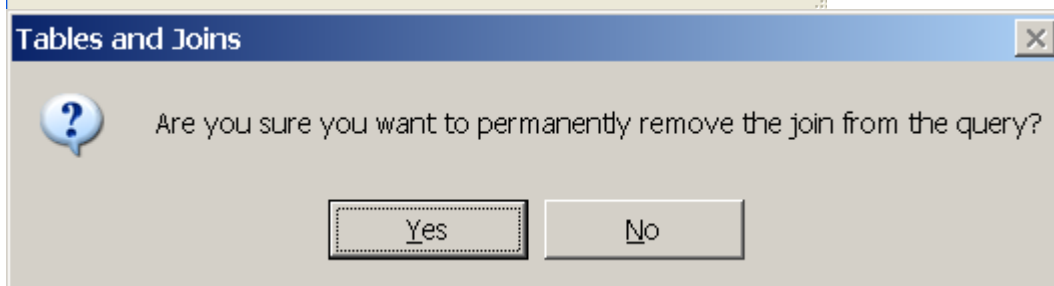 Tables and Joins
Are you sure you want to permanently remove the join from the query?
Yes
No